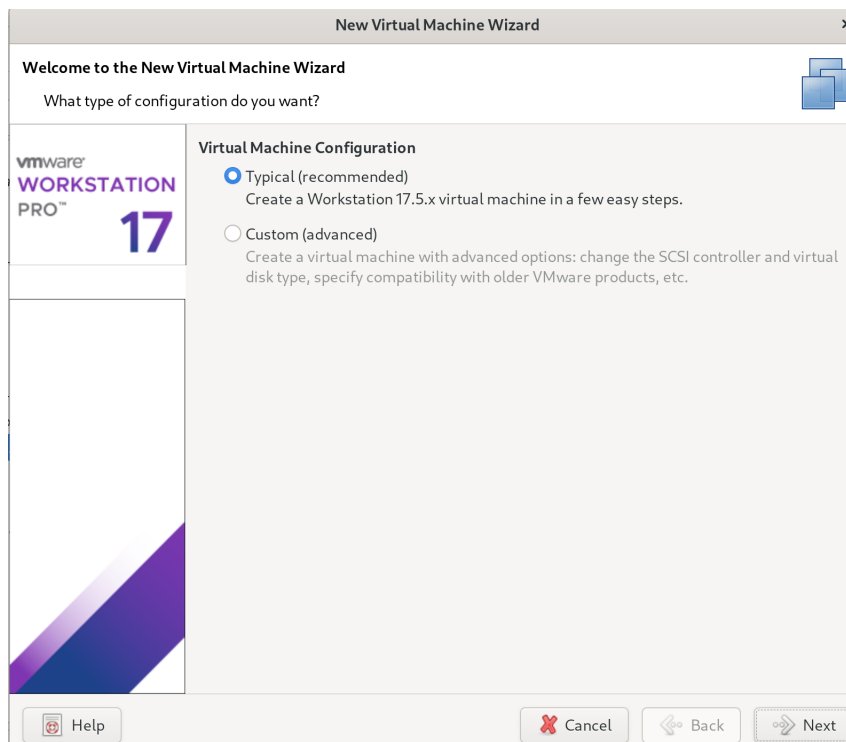 New Virtual Machine Wizard
Welcome to the New Virtual Machine Wizard
What type of configuration do you want?
vmware
WORKSTATION
PRO™
17
Virtual Machine Configuration
Typical (recommended)
Create a Workstation 17.5.x virtual machine in a few easy steps.
Custom (advanced)
Create a virtual machine with advanced options: change the SCSI controller and virtual
disk type, specify compatibility with older VMware products, etc.
Help
Cancel
Back
Next